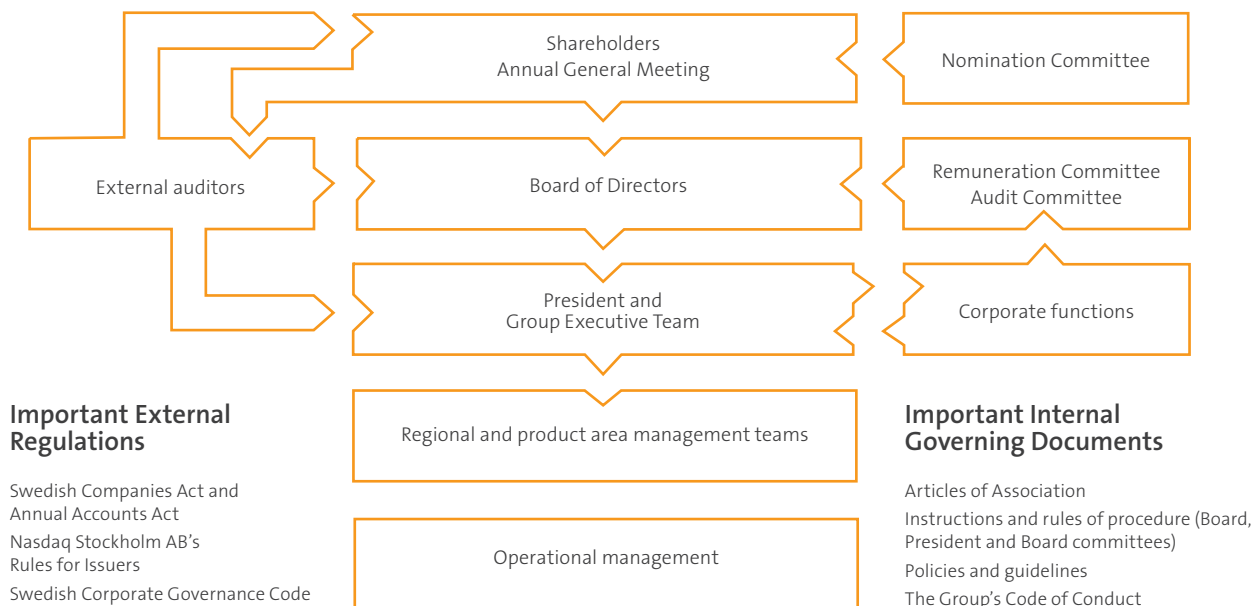 Shareholders
Annual General Meeting
Nomination Committee
External auditors
Board of Directors
Remuneration Committee
Audit Committee
President and
Group Executive Team
Corporate functions
Regional and product area management teams
Operational management
Important External
Regulations
Swedish Companies Act and
Annual Accounts Act
Nasdaq Stockholm AB’s
Rules for Issuers
Swedish Corporate Governance Code
Important Internal
Governing Documents
Articles of Association
Instructions and rules of procedure (Board,
President and Board committees)
Policies and guidelines
The Group’s Code of Conduct